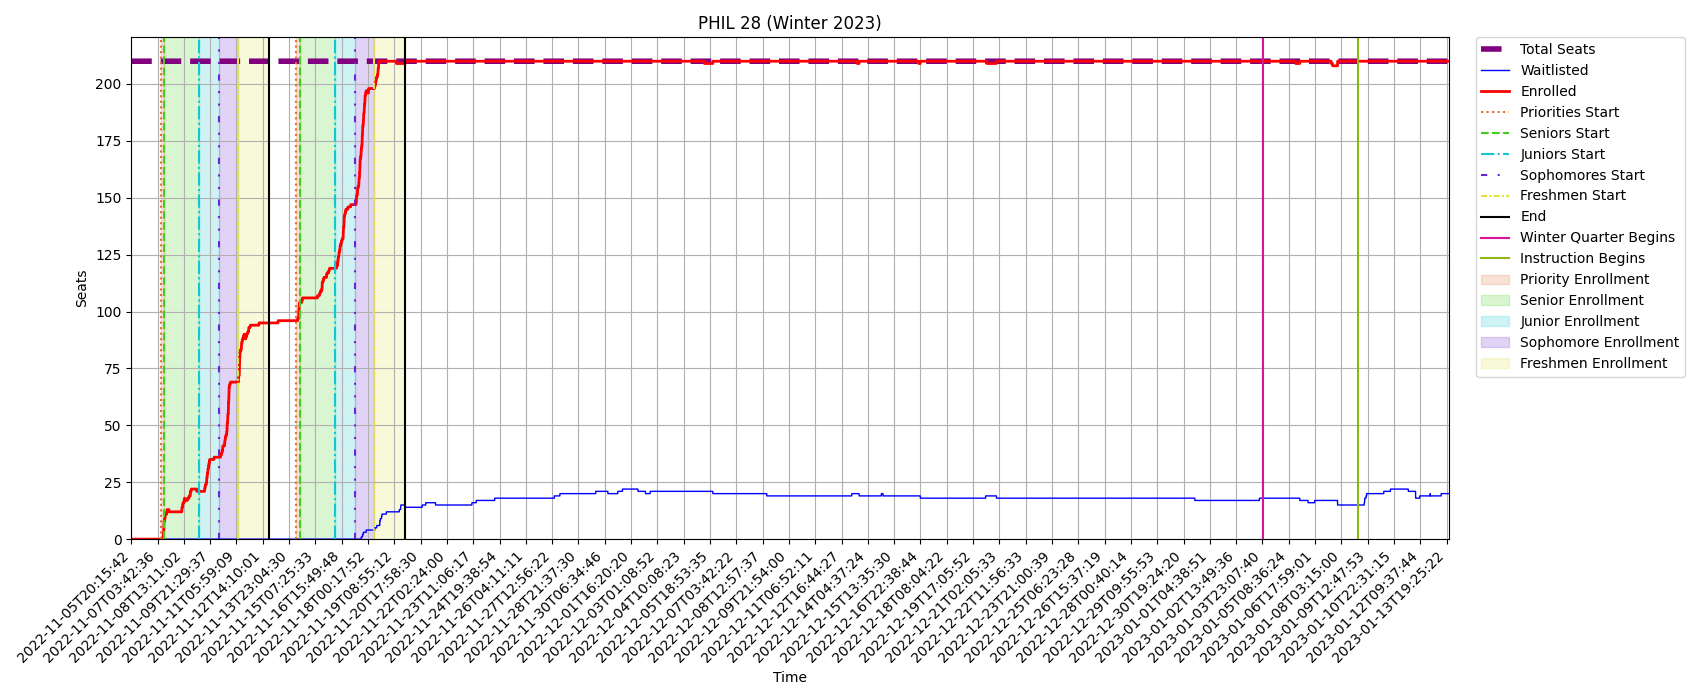 PHIL 28 (Winter 2023)
Seats
200
175
150
125
100
75
50
25
0
2022-11-05T20:15:42
2022-11-07T03:42:36
2022-11-08T13:11:02
2022-11-09T21:29:37
2022-11-11T05:59:09
2022-11-12T14:10:01
2022-11-13T23:04:30
2022-11-15T07:25:33
2022-11-16T15:49:48
2022-11-18T00:17:52
2022-11-19T08:55:12
2022-11-20T17:58:30
2022-11-22T02:24:00
2022-11-23T11:06:17
2022-11-24T19:38:54
2022-11-26T04:11:11
2022-11-27T12:56:22
2022-11-28T21:37:30
2022-11-30T06:34:46
2022-12-01T16:20:20
2022-12-03T01:08:52
2022-12-04T10:08:23
2022-12-05T18:53:35
2022-12-07T03:42:22
2022-12-08T12:57:37
2022-12-09T21:54:00
2022-12-11T06:52:11
2022-12-12T16:44:27
2022-12-14T04:37:24
2022-12-15T13:35:30
2022-12-16T22:38:44
2022-12-18T08:04:22
2022-12-19T17:05:52
2022-12-21T02:05:33
2022-12-22T11:56:33
2022-12-23T21:00:39
2022-12-25T06:23:28
2022-12-26T15:37:19
2022-12-28T00:40:14
2022-12-29T09:55:53
2022-12-30T19:24:20
2023-01-01T04:38:51
2023-01-02T13:49:36
2023-01-03T23:07:40
2023-01-05T08:36:24
2023-01-06T17:59:01
2023-01-08T03:15:00
2023-01-09T12:47:53
2023-01-10T22:31:15
2023-01-12T09:37:44
2023-01-13T19:25:22
Time
Total Seats
Waitlisted
Enrolled
Priorities Start
Seniors Start
Juniors Start
Sophomores Start
Freshmen Start
End
Winter Quarter Begins
Instruction Begins
Priority Enrollment
Senior Enrollment
Junior Enrollment
Sophomore Enrollment
Freshmen Enrollment